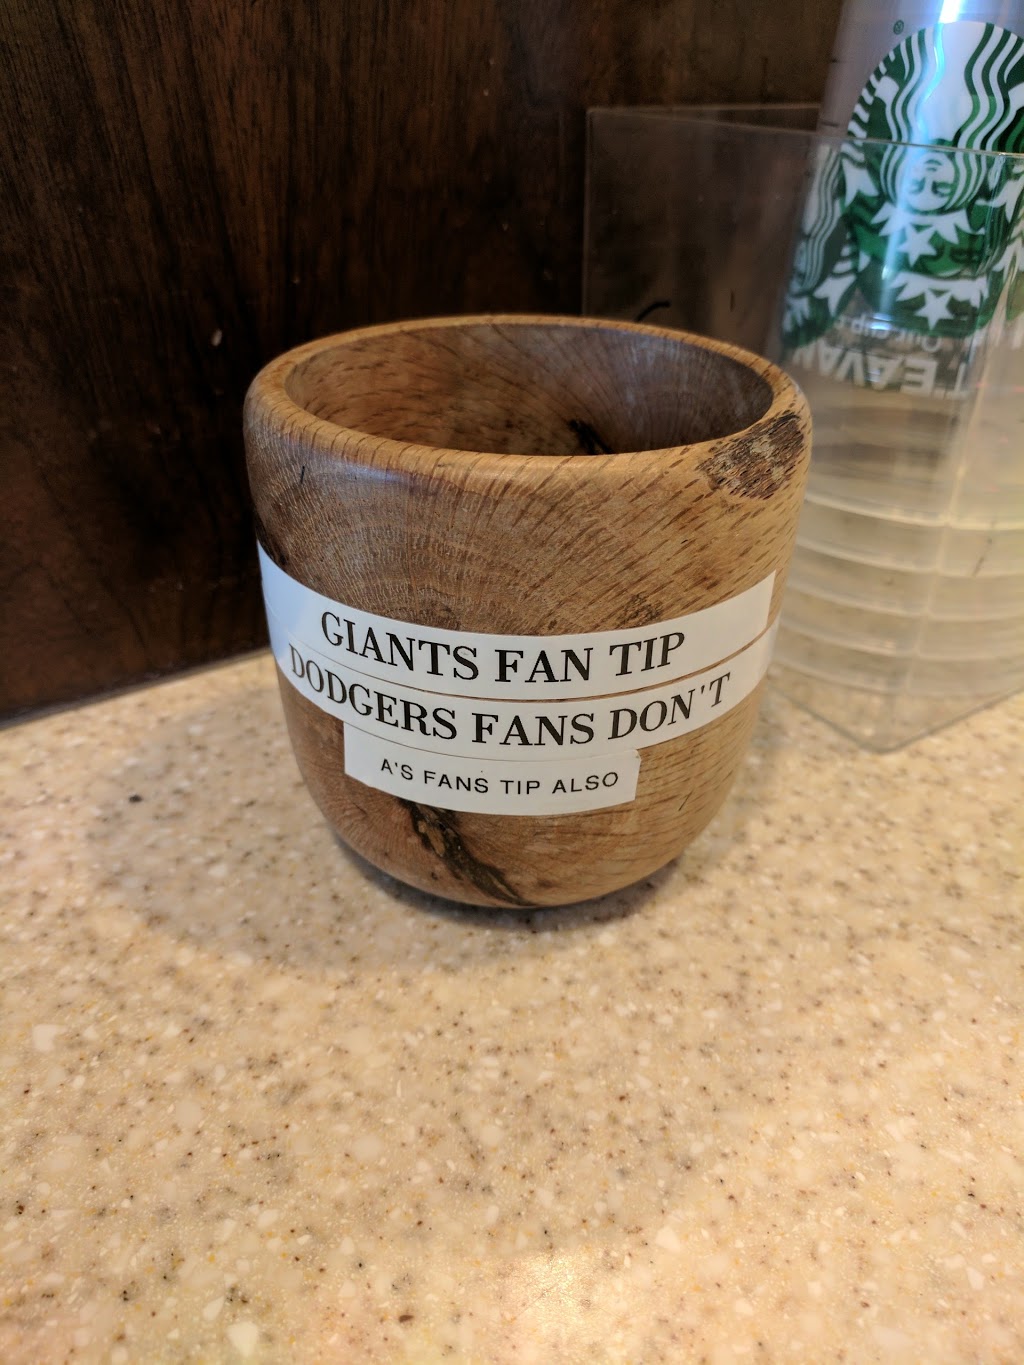 GIANTS FAN TIP
DODGERS FANS DON'T
A'S FANS TIP ALSO